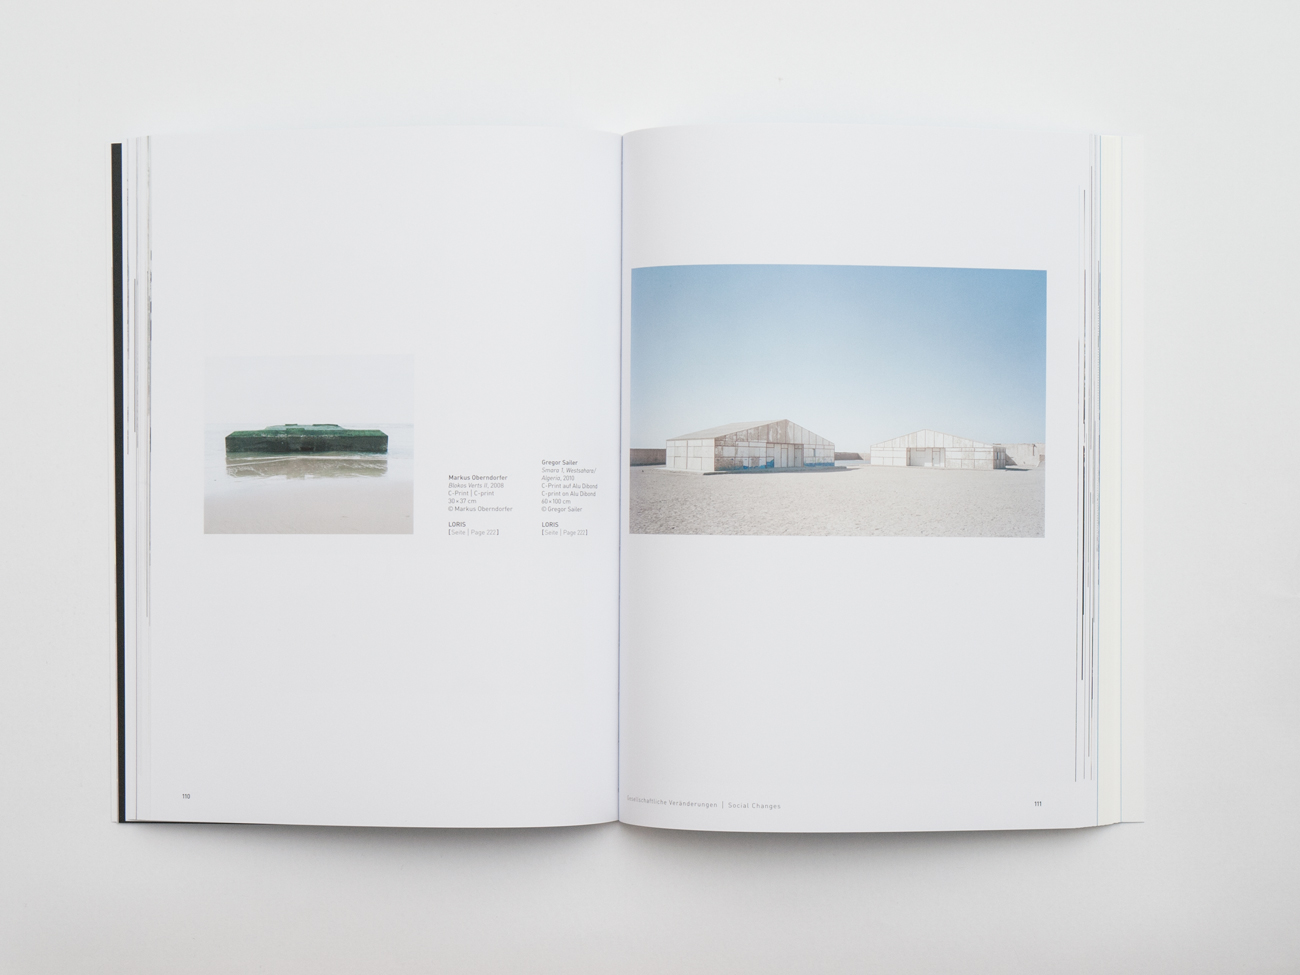 Markus Oberndorfer
Blokos Verts II, 2008
C-Print | C-print
30 × 37 cm
© Markus Oberndorfer
LORIS
[Seite | Page 222]
Gregor Sailer
Smara 1, Westsahara/
Algeria, 2010
C-Print auf Alu Dibond
C-print on Alu Dibond
60 × 100 cm
© Gregor Sailer
LORIS
[Seite | Page
110
Veränderungen | Social Changes
111